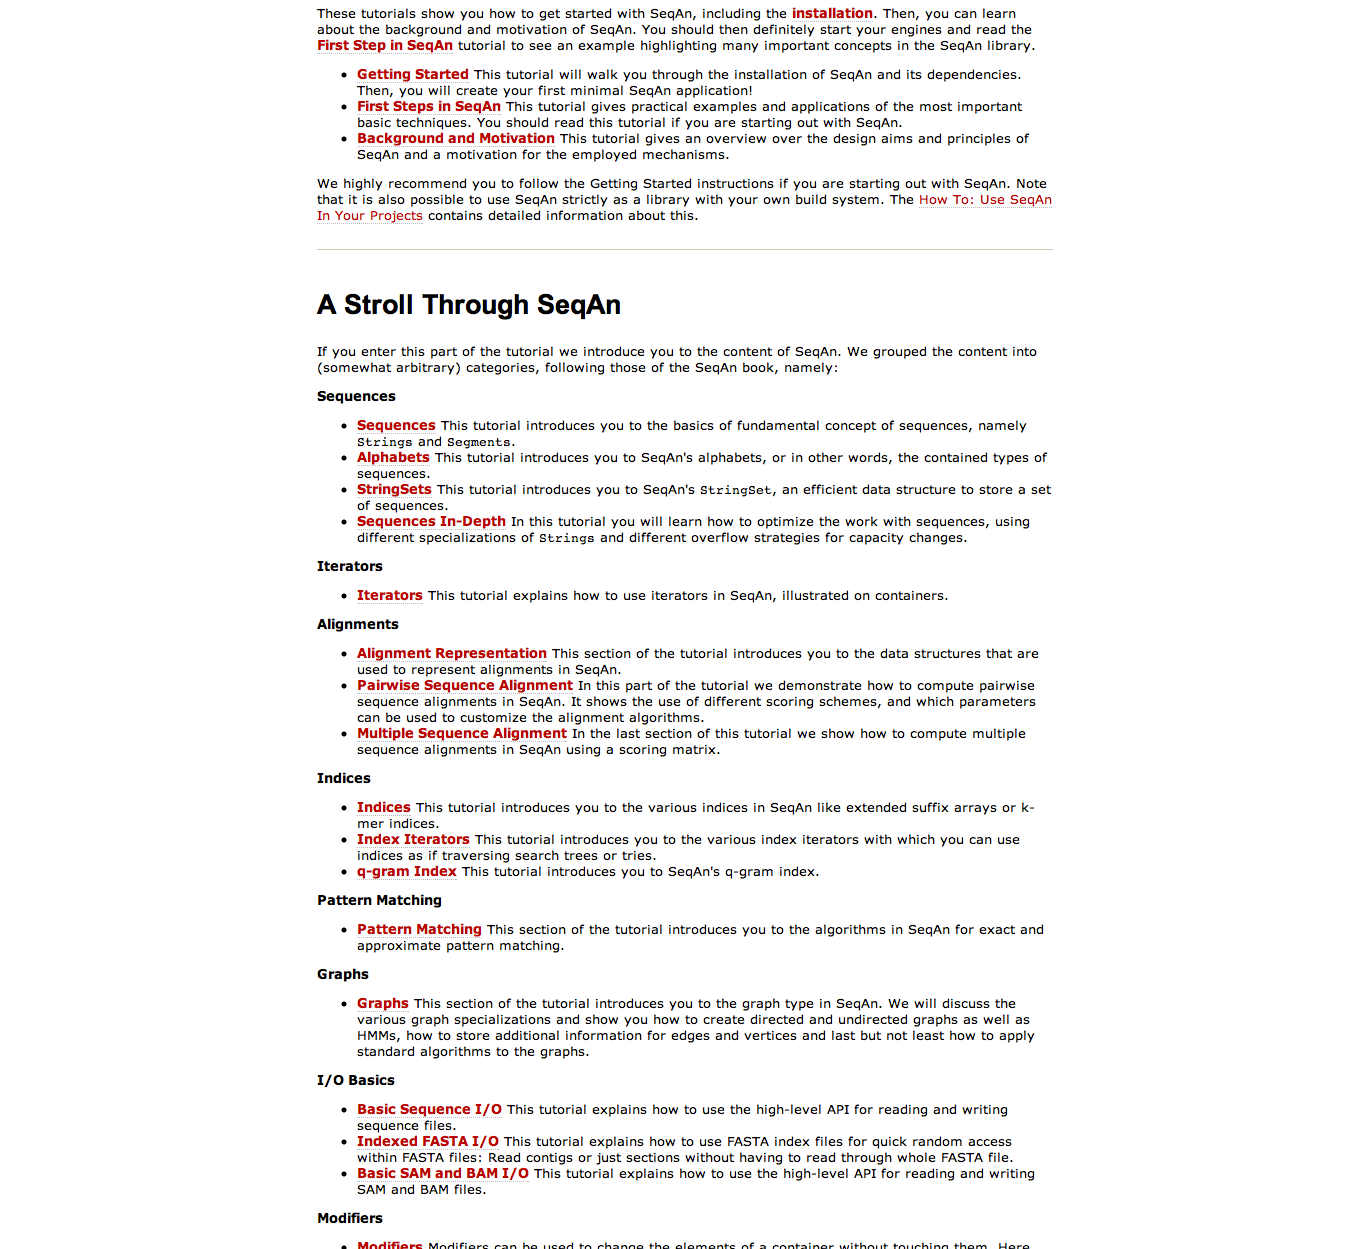 These tutorials show you how to get started with SeqAn, including the installation. Then, you can learn
about the background and motivation of SeqAn. You should then definitely start your engines and read the
First Step in SeqAn tutorial to see an example highlighting many important concepts in the SeqAn library.
• Getting Started This tutorial will walk you through the installation of SeqAn and its dependencies.
Then, you will create your first minimal SeqAn application!
• First Steps in SeqAn This tutorial gives practical examples and applications of the most important
basic techniques. You should read this tutorial if you are starting out with SeqAn.
• Background and Motivation This tutorial gives an overview over the design aims and principles of
SeqAn and a motivation for the employed mechanisms.
We highly recommend you to follow the Getting Started instructions if you are starting out with SeqAn. Note
that it is also possible to use SeqAn strictly as a library with your own build system. The How To: Use SeqAn
In Your Projects contains detailed information about this.
A Stroll Through SeqAn
If you enter this part of the tutorial we introduce you to the content of SeqAn. We grouped the content into
(somewhat arbitrary) categories, following those of the SeqAn book, namely:
Sequences
• Sequences This tutorial introduces you to the basics of fundamental concept of sequences, namely
Strings and Segments.
• Alphabets This tutorial introduces you to SeqAn's alphabets, or in other words, the contained types of
sequences.
• StringSets This tutorial introduces you to SeqAn's StringSet, an efficient data structure to store a set
of sequences.
• Sequences In-Depth In this tutorial you will learn how to optimize the work with sequences, using
different specializations of Strings and different overflow strategies for capacity changes.
Iterators
• Iterators This tutorial explains how to use iterators in SeqAn, illustrated on containers.
Alignments
• Alignment Representation This section of the tutorial introduces you to the data structures that are
used to represent alignments in SeqAn.
• Pairwise Sequence Alignment In this part of the tutorial we demonstrate how to compute pairwise
sequence alignments in SeqAn. It shows the use of different scoring schemes, and which parameters
can be used to customize the alignment algorithms.
• Multiple Sequence Alignment In the last section of this tutorial we show how to compute multiple
sequence alignments in SeqAn using a scoring matrix.
Indices
• Indices This tutorial introduces you to the various indices in SeqAn like extended suffix arrays or k-
mer indices.
• Index Iterators This tutorial introduces you to the various index iterators with which you can use
indices as if traversing search trees or tries.
• q-gram Index This tutorial introduces you to SeqAn's q-gram index.
Pattern Matching
• Pattern Matching This section of the tutorial introduces you to the algorithms in SeqAn for exact and
approximate pattern matching.
Graphs
• Graphs This section of the tutorial introduces you to the graph type in SeqAn. We will discuss the
various graph specializations and show you how to create directed and undirected graphs as well as
HMMs, how to store additional information for edges and vertices and last but not least how to apply
standard algorithms to the graphs.
I/O Basics
• Basic Sequence I/O This tutorial explains how to use the high-level API for reading and writing
sequence files.
• Indexed FASTA I/O This tutorial explains how to use FASTA index files for quick random access
within FASTA files: Read contigs or just sections without having to read through whole FASTA file.
• Basic SAM and BAM I/O This tutorial explains how to use the high-level API for reading and writing
SAM and BAM files.
Modifiers
• Modifiers Modifiers can be used to change the elements of a container without touching them. Here